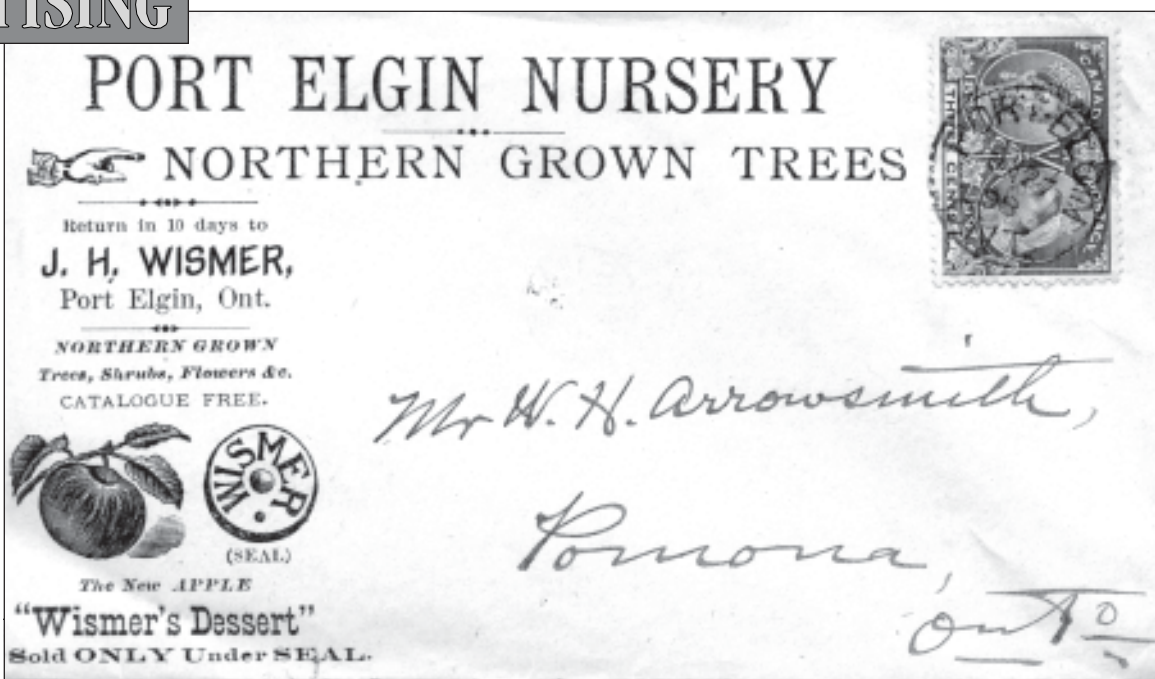 TISING
PORT ELGIN NURSERY
NORTHERN GROWN TREES
Return in 10 days to
J. H. WISMER,
Port Elgin, Ont.
NORTHERN GROWN
Trees, Shrubs, Flowers &c.
CATALOGUE FREE.
WISMER
(SEAL)
The New APPLE
"Wismer's Dessert"
Sold ONLY Under SEAL.
CANADA
THREE CENTS
Mr W. H. Arrowsmith,
Pomona,
Ont°